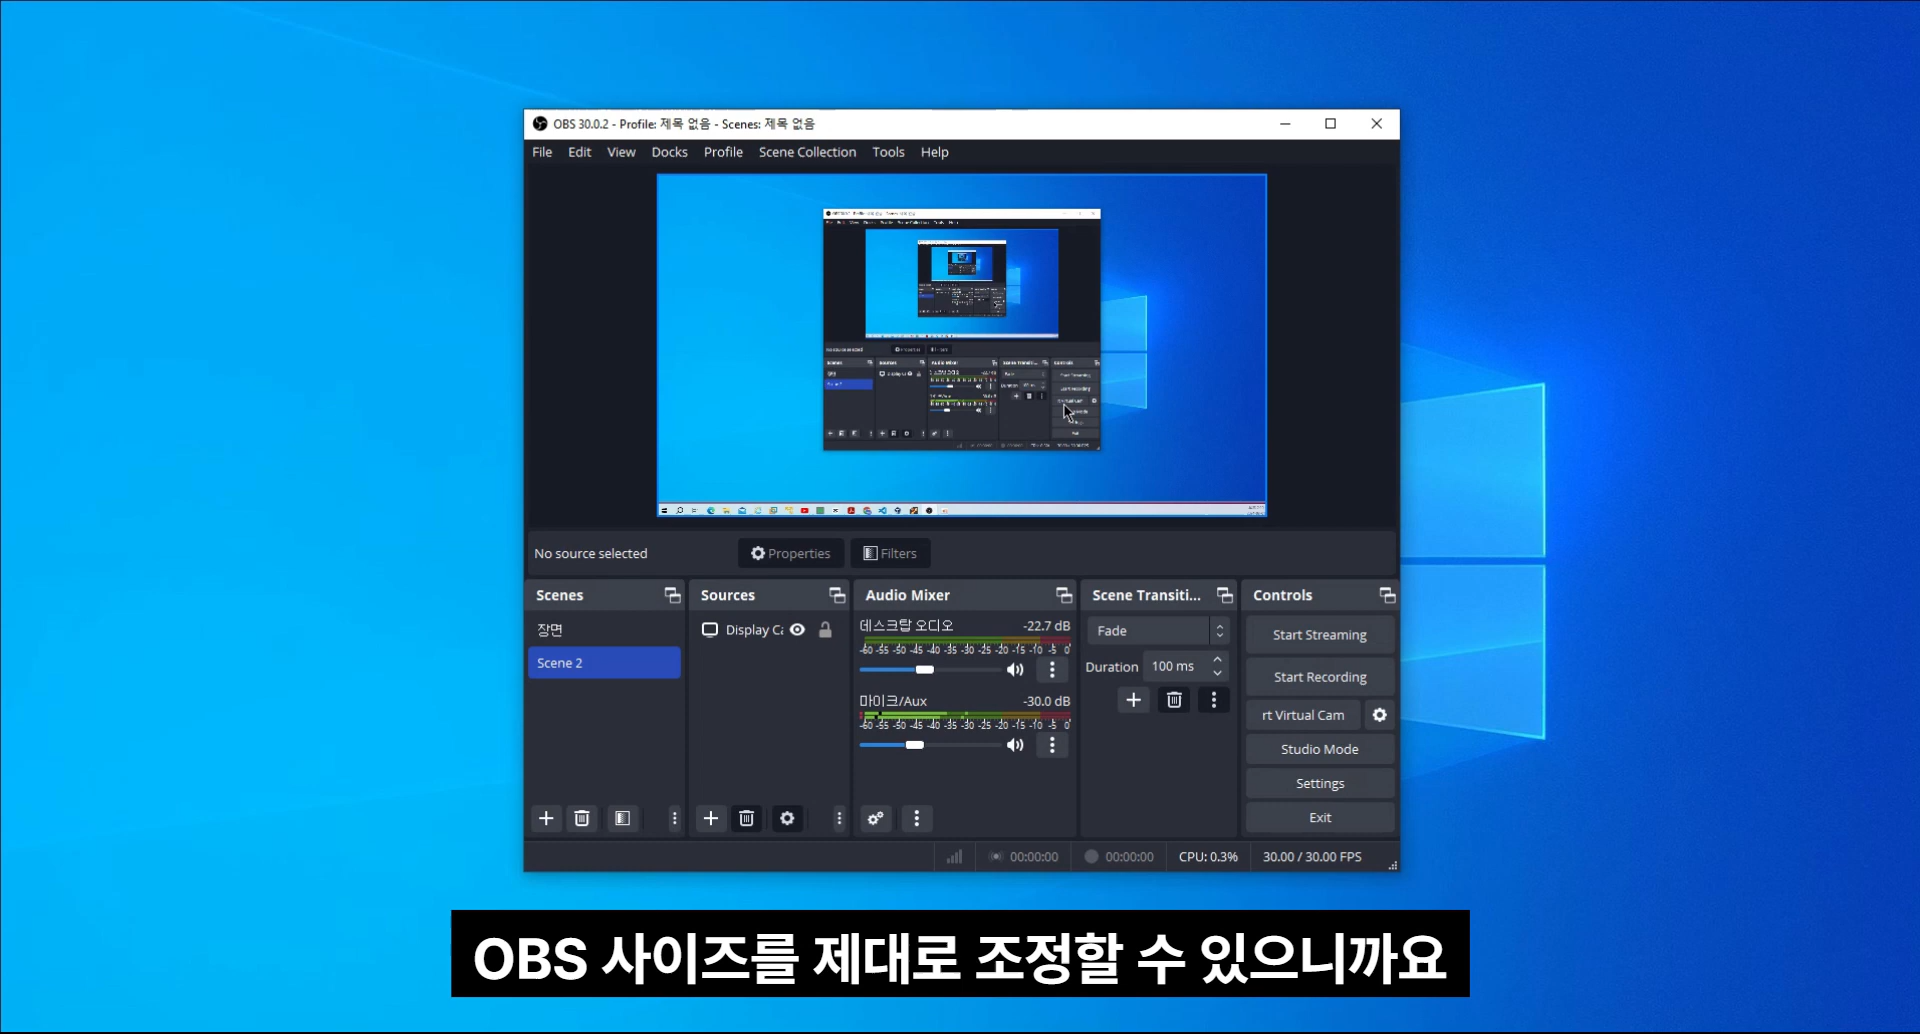 OBS 30.0.2 - Profile: 제목 없음 - Scenes: 제목 없음
File Edit View Docks Profile Scene Collection Tools Help
No source selected
Properties
Filters
Scenes
장면
Scene 2
Sources
Display Ca
Audio Mixer
데스크탑 오디오 -22.7 dB
-60 -55 -50 -45 -40 -35 -30 -25 -20 -15 -10 -5 0
마이크/Aux -30.0 dB
-60 -55 -50 -45 -40 -35 -30 -25 -20 -15 -10 -5 0
Scene Transiti...
Fade
Duration 100 ms
Controls
Start Streaming
Start Recording
rt Virtual Cam
Studio Mode
Settings
Exit
00:00:00 00:00:00 CPU: 0.3% 30.00 / 30.00 FPS
OBS 사이즈를 제대로 조정할 수 있으니까요